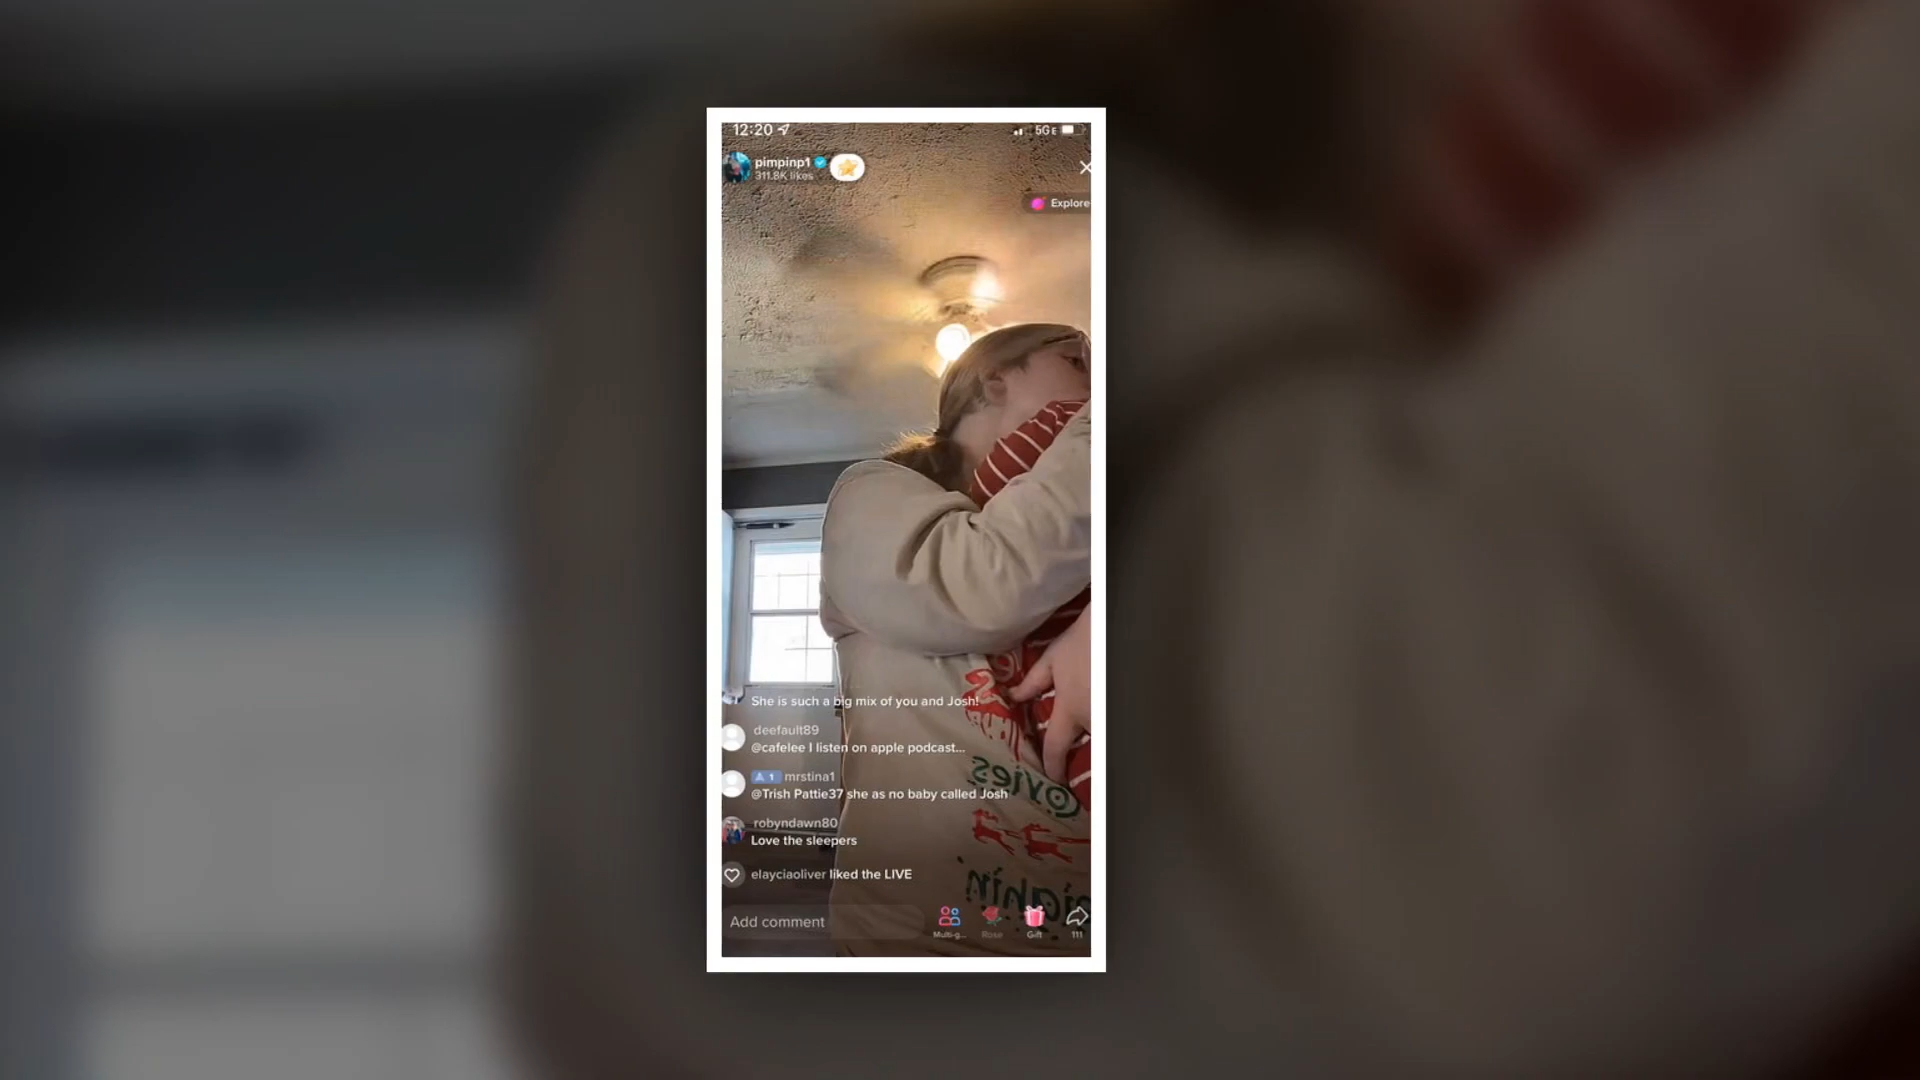 12:20
5GE
pimpinp1
311.8K likes
Explore
She is such a big mix of you and Josh!
deefault89
@cafelee I listen on apple podcast...
1 mrstina1
@Trish Pattie37 she as no baby called Josh
robyndawn80
Love the sleepers
elayciaoliver liked the LIVE
Add comment
Multi-g...
Rose
Gift
111